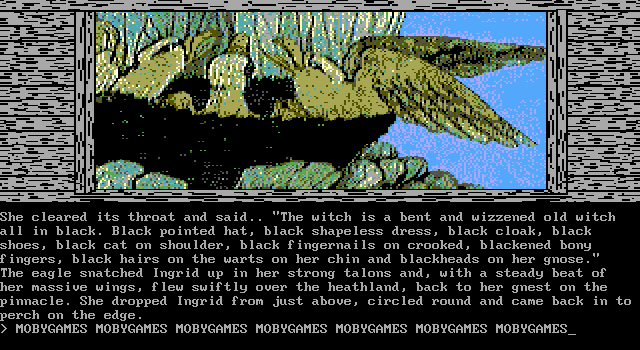 She cleared its throat and said.. "The witch is a bent and wizzened old witch
all in black. Black pointed hat, black shapeless dress, black cloak, black
shoes, black cat on shoulder, black fingernails on crooked, blackened bony
fingers, black hairs on the warts on her chin and blackheads on her gnose."
The eagle snatched Ingrid up in her strong talons and, with a steady beat of
her massive wings, flew swiftly over the heathland, back to her gnest on the
pinnacle. She dropped Ingrid from just above, circled round and came back in to
perch on the edge.
> MOBYGAMES MOBYGAMES MOBYGAMES MOBYGAMES MOBYGAMES MOBYGAMES MOBYGAMES_